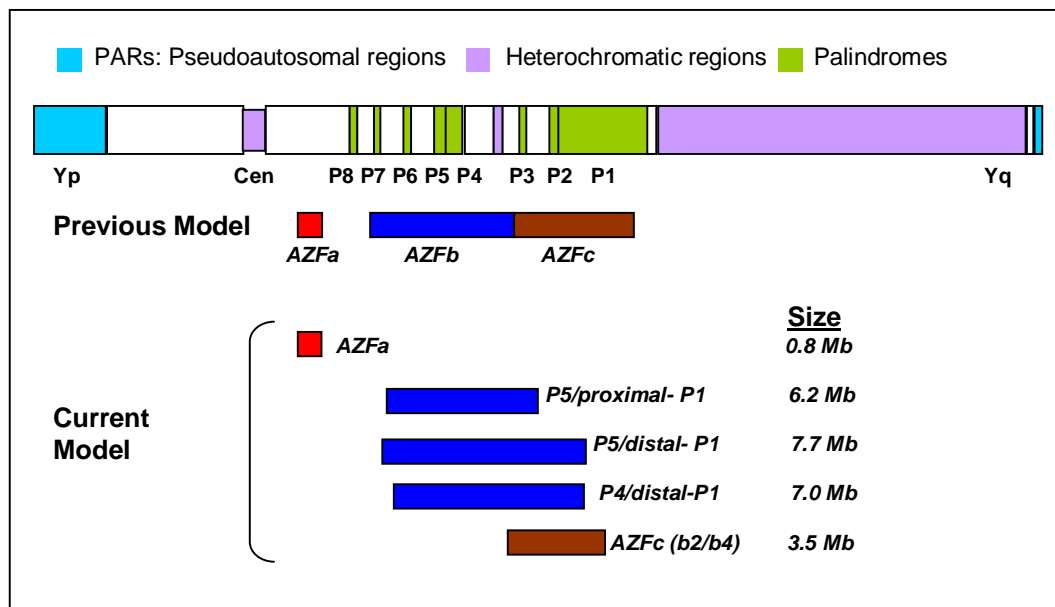 PARs: Pseudoautosomal regions Heterochromatic regions Palindromes
Yp Cen P8 P7 P6 P5 P4 P3 P2 P1 Yq
Previous Model
AZFa AZFb AZFc
Size
AZFa 0.8 Mb
P5/proximal- P1 6.2 Mb
Current
Model
P5/distal- P1 7.7 Mb
P4/distal-P1 7.0 Mb
AZFc (b2/b4) 3.5 Mb